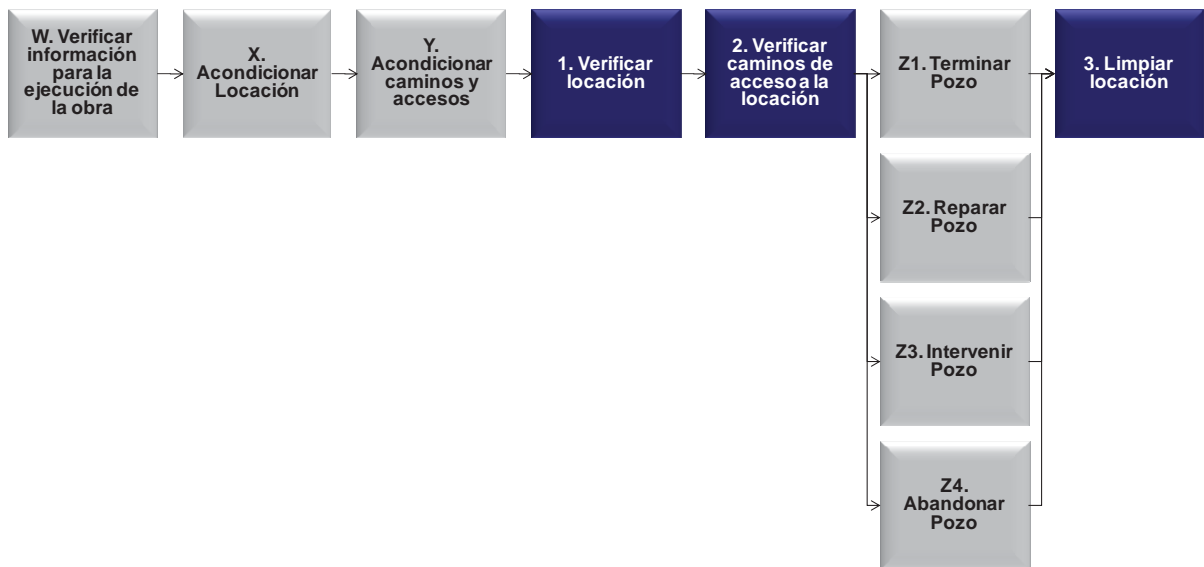 W. Verificar
información
para la
ejecución de
la obra
X.
Acondicionar
Locación
Y.
Acondicionar
caminos y
accesos
1. Verificar
locación
2. Verificar
caminos de
acceso a la
locación
Z1. Terminar
Pozo
3. Limpiar
locación
Z2. Reparar
Pozo
Z3. Intervenir
Pozo
Z4.
Abandonar
Pozo